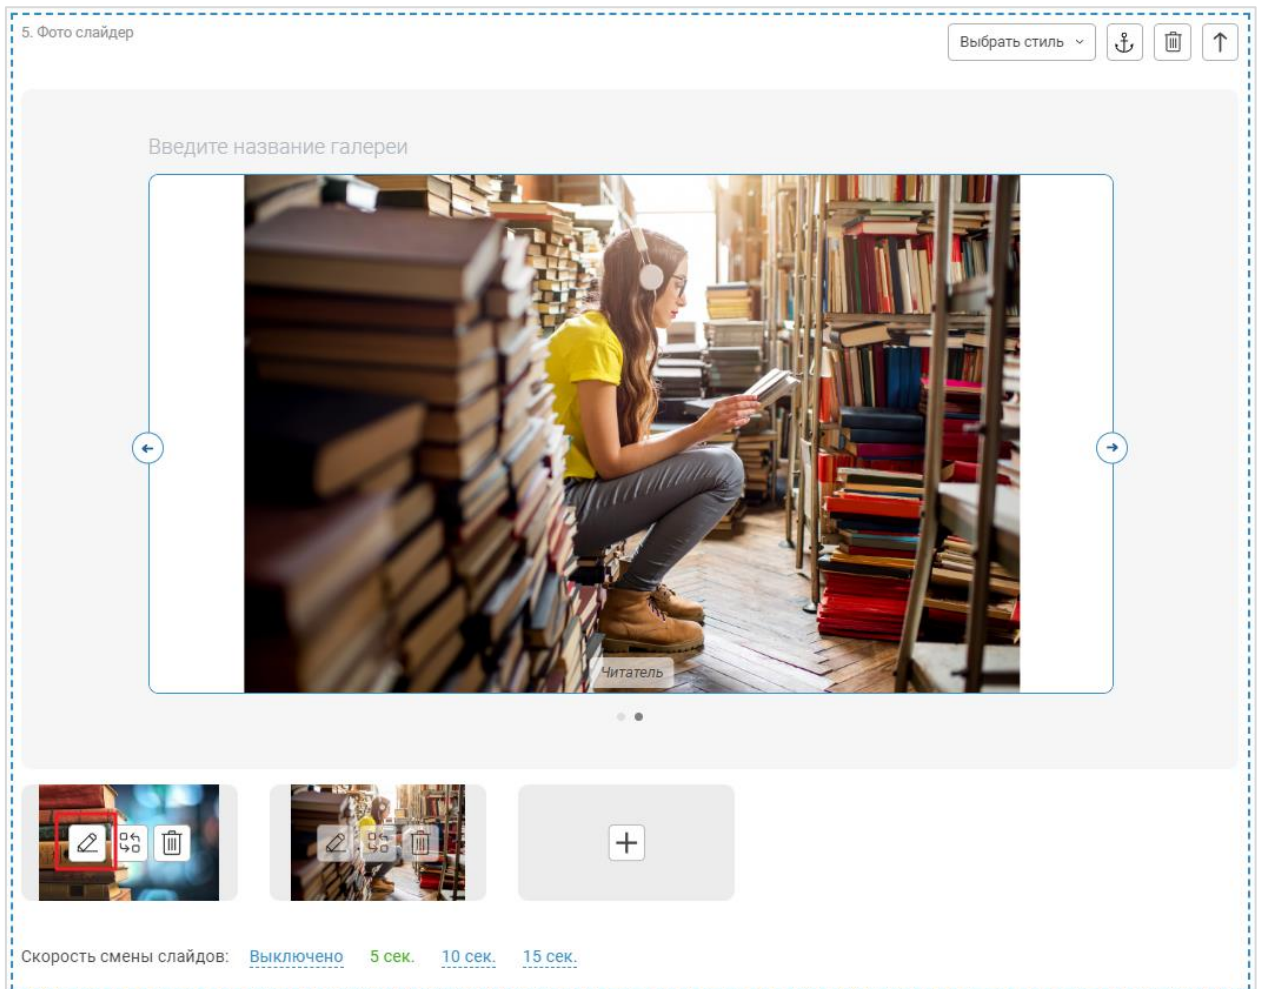 5. Фото слайдер
Выбрать стиль
Введите название галереи
Читатель
Скорость смены слайдов: Выключено 5 сек. 10 сек. 15 сек.